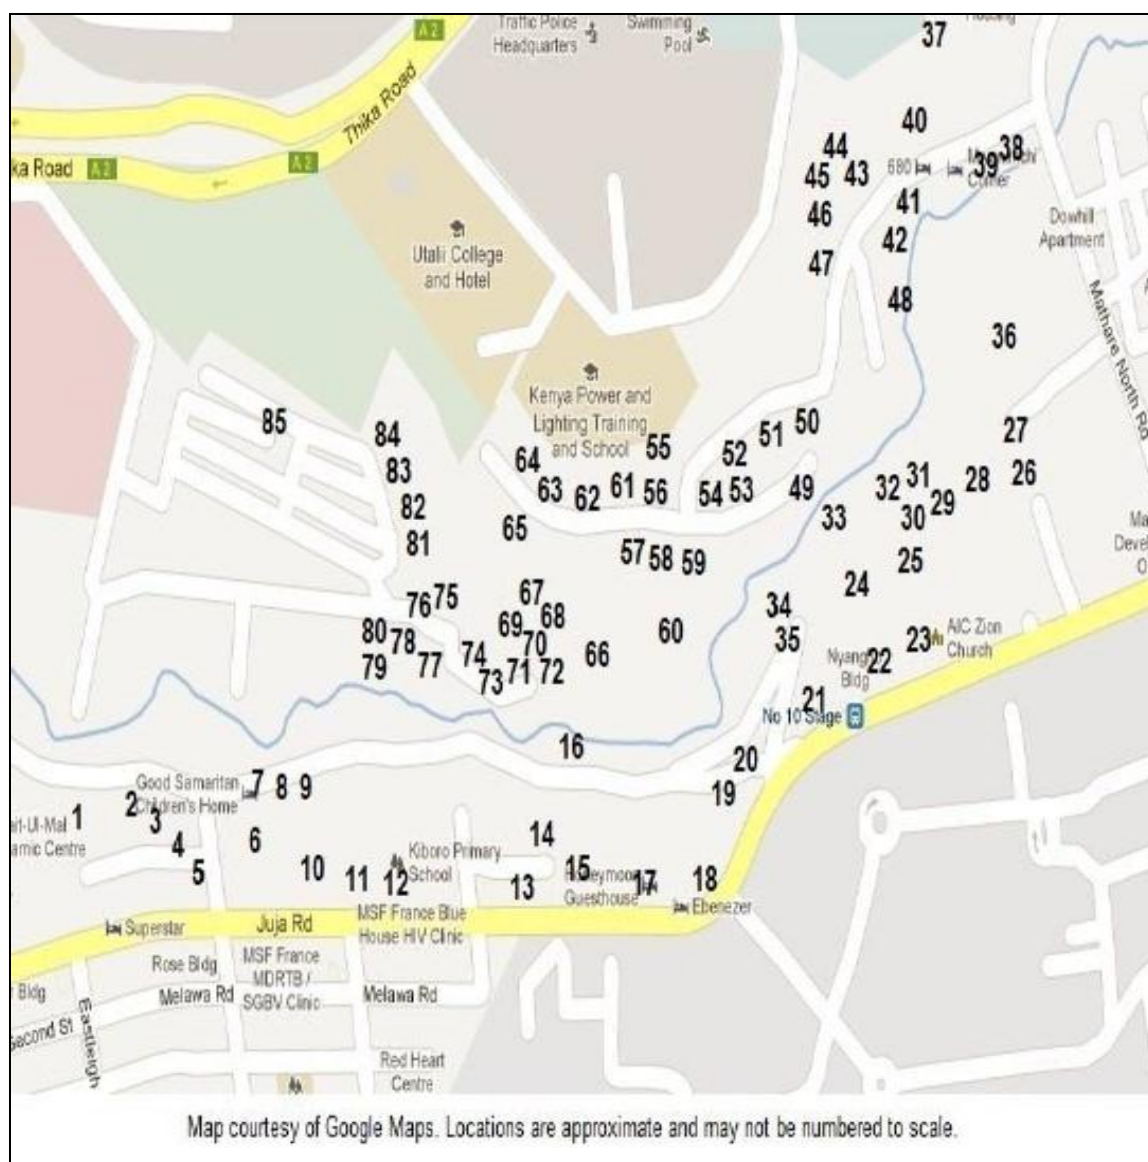 Traffic Police
Headquarters
Swimming
Pool
37
A 2
Thika Road
40
44
38
ka Road
A 2
A 2
45
43
680
39
Corner
46
41
Dowhill
Apartment
42
Utalii College
and Hotel
47
48
Mathare North Rd
36
Kenya Power and
Lighting Training
and School
85
84
50
51
27
55
52
64
83
31
28
26
63
61
56
54
53
49
32
62
29
82
33
30
65
81
57
58
59
25
24
67
76
75
34
68
69
60
80
78
70
35
23
AIC Zion
Church
79
77
74
66
22
Bldg
73
71
72
21
No 10 Stage
16
20
Good Samaritan
Children's Home
7
8
9
19
1
2
3
amic Centre
4
6
14
5
10
11
12
Kiboro Primary
School
13
15
Guesthouse
17
18
Ebenezer
Superstar
Juja Rd
MSF France Blue
House HIV Clinic
Rose Bldg
MSF France
MDRTB /
SGBV Clinic
Bldg
Melawa Rd
Melawa Rd
Second St
Eastleigh
Red Heart
Centre
Map courtesy of Google Maps. Locations are approximate and may not be numbered to scale.